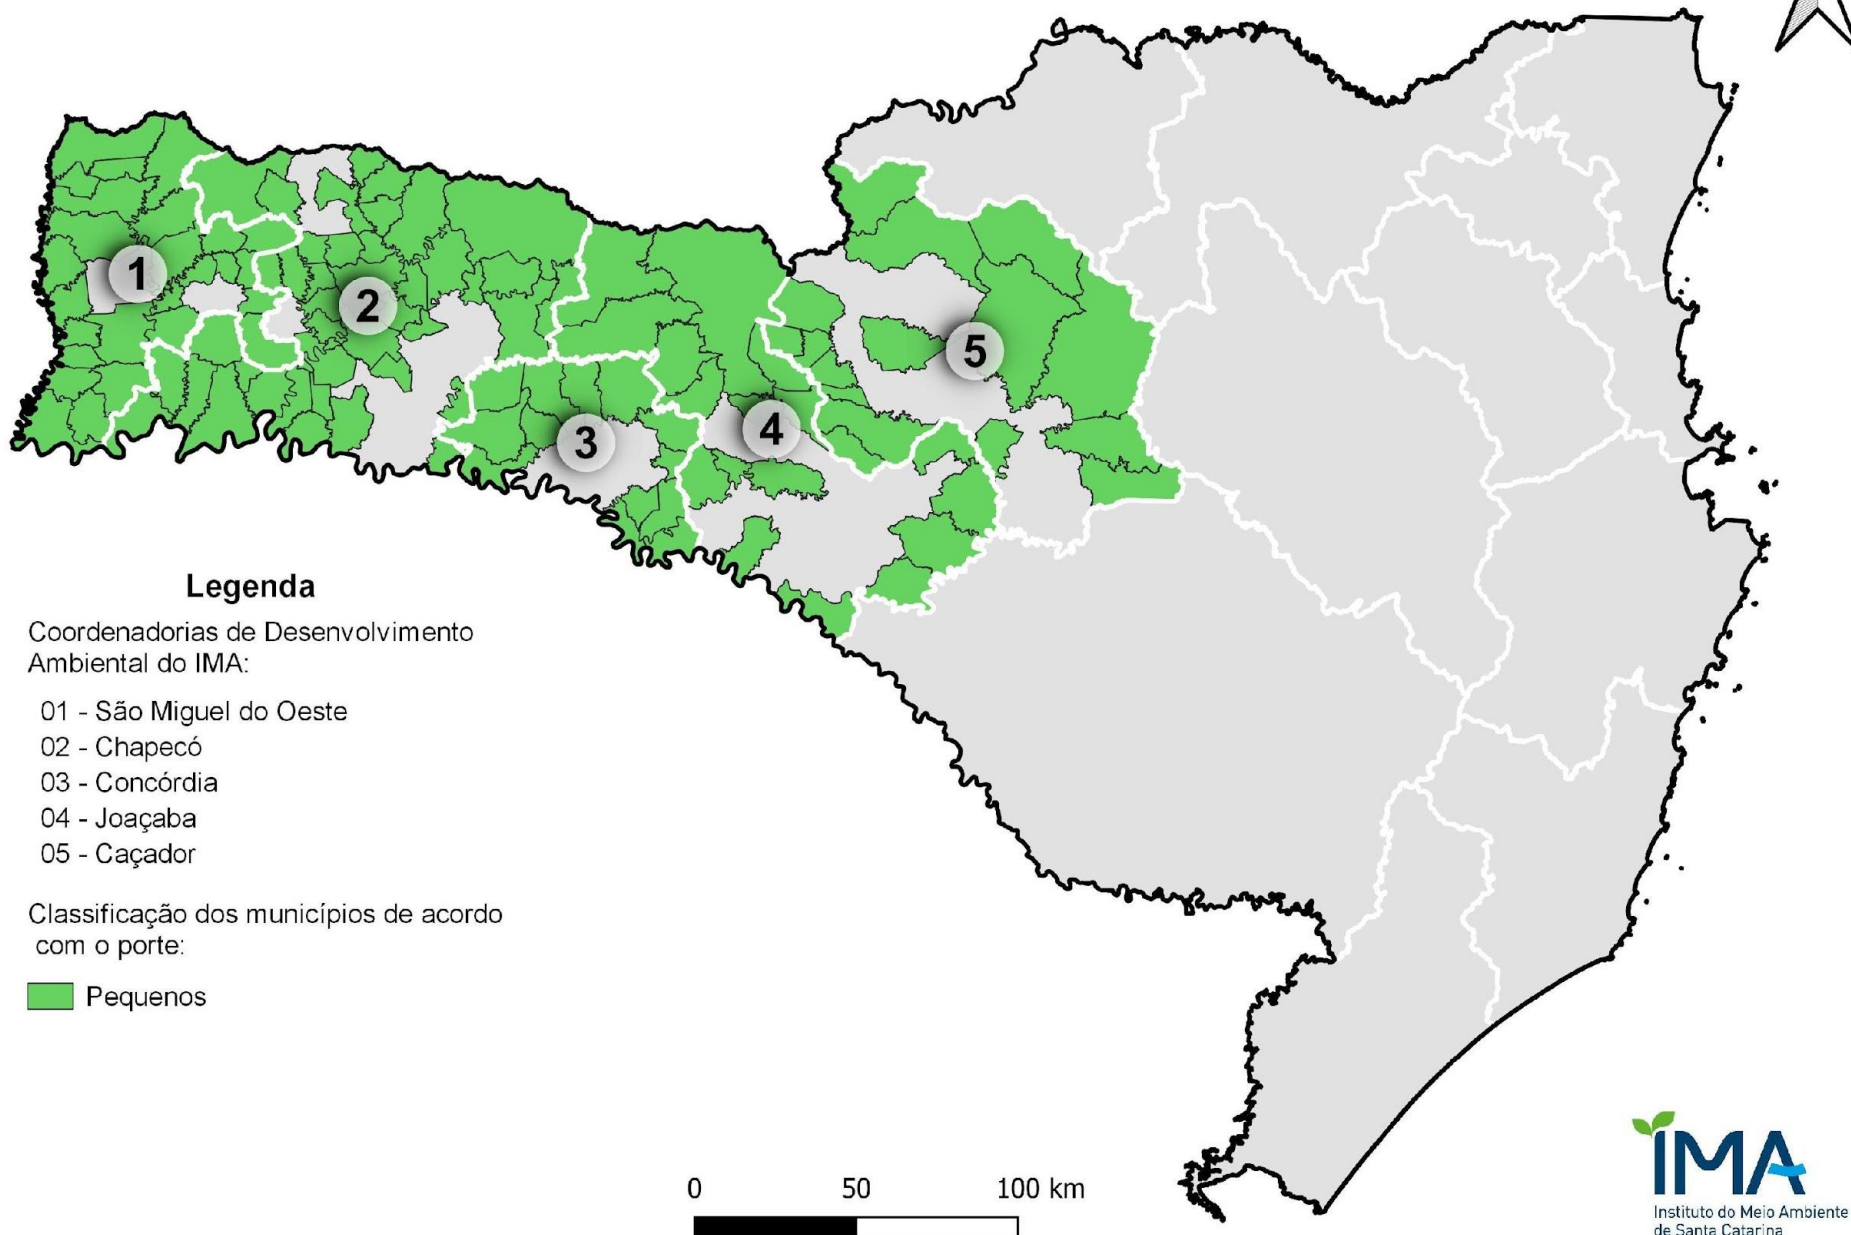 1
2
3
4
5
Legenda
Coordenadorias de Desenvolvimento
Ambiental do IMA:
01 - São Miguel do Oeste
02 - Chapecó
03 - Concórdia
04 - Joaçaba
05 - Caçador
Classificação dos municípios de acordo
com o porte:
Pequenos
0 50 100 km
IMA
Instituto do Meio Ambiente
de Santa Catarina